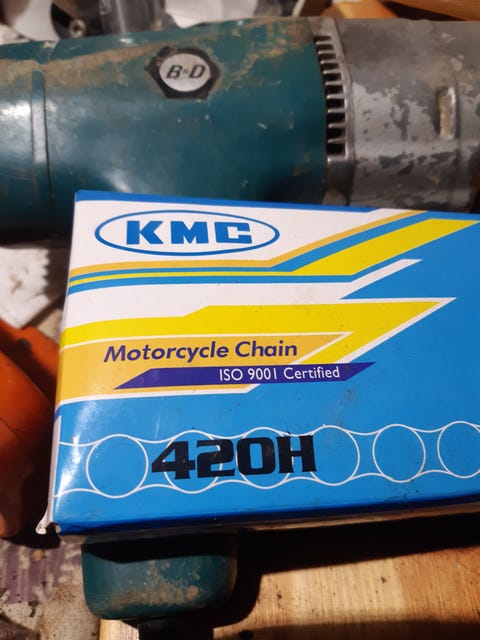 B&D
KMC
Motorcycle Chain
ISO 9001 Certified
420H